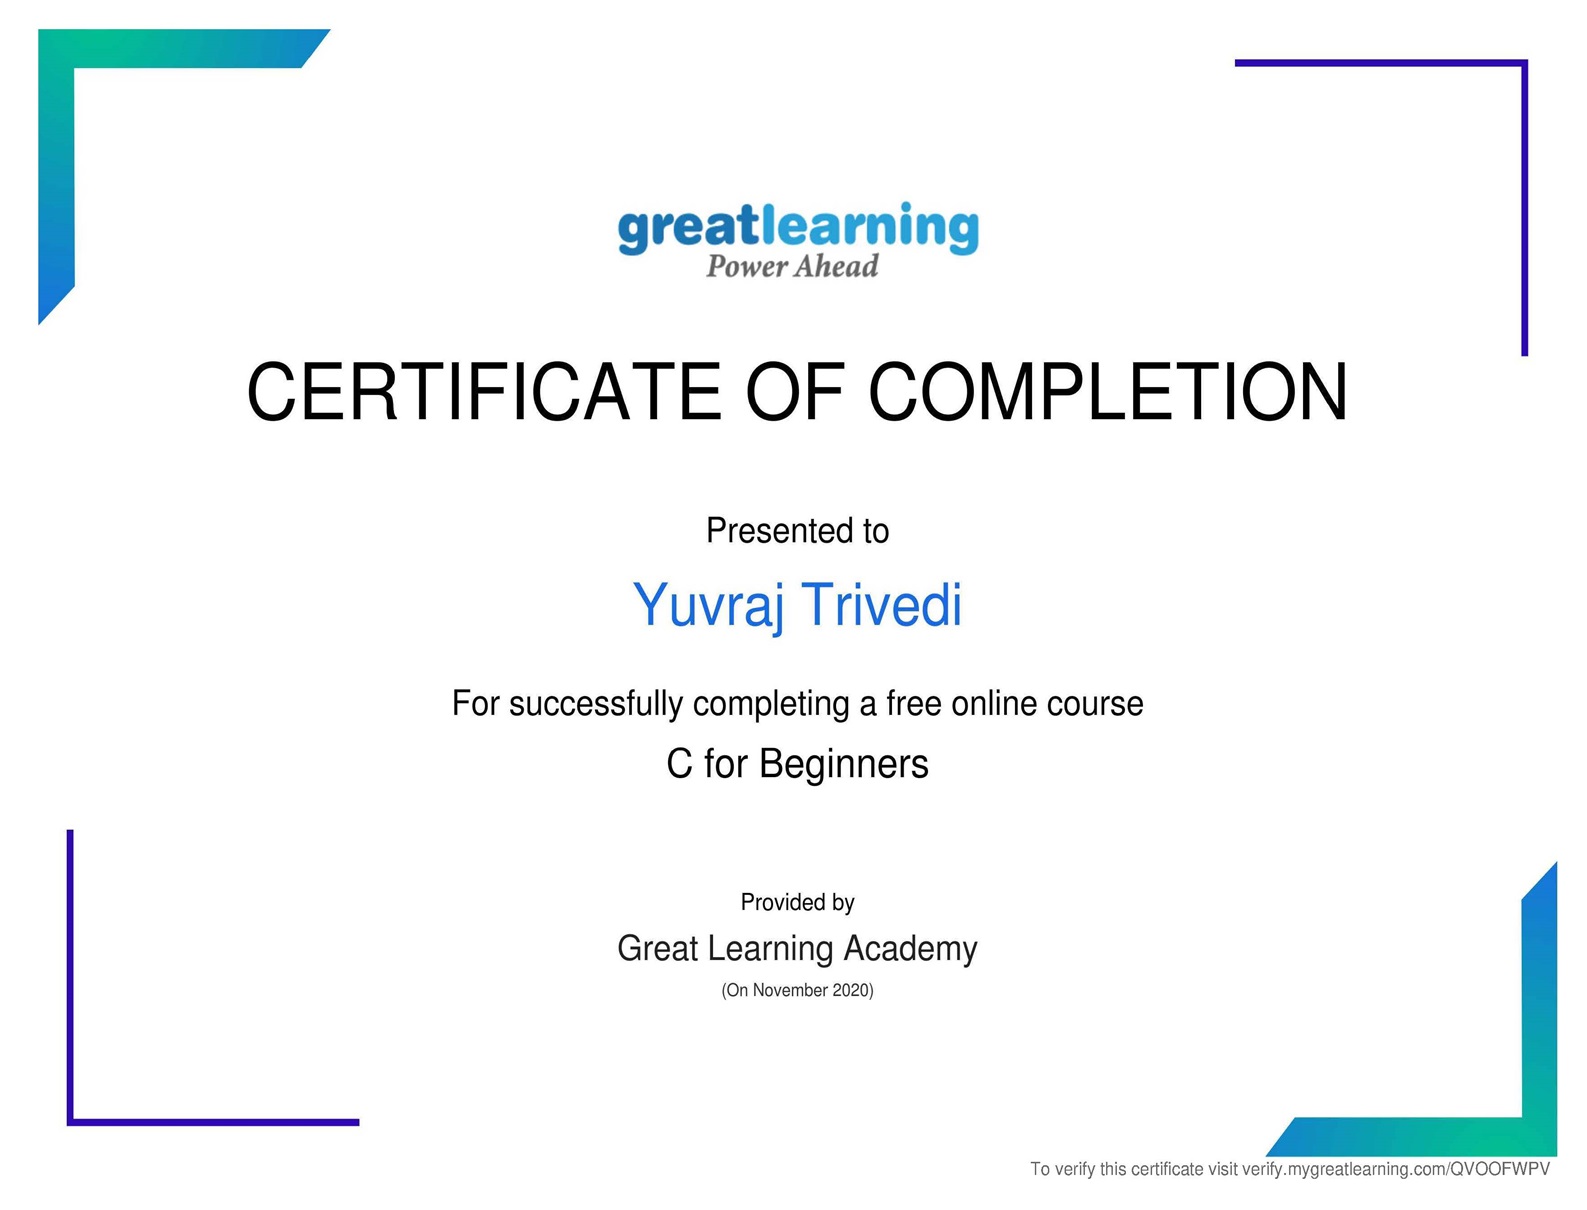 greatlearning
Power Ahead
CERTIFICATE OF COMPLETION
Presented to
Yuvraj Trivedi
For successfully completing a free online course
C for Beginners
Provided by
Great Learning Academy
(On November 2020)
To verify this certificate visit verify.mygreatlearning.com/QVOOFWPV